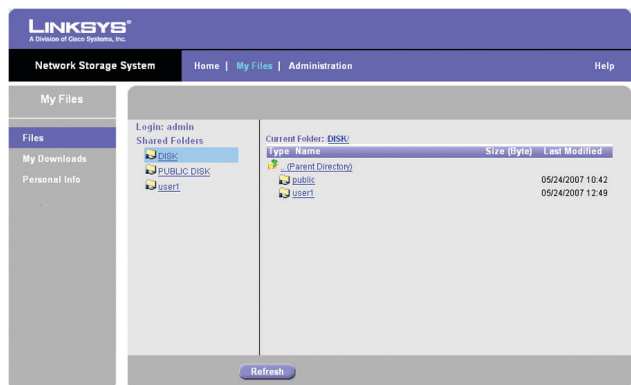 LINKSYS®
A Division of Cisco Systems, Inc.
Network Storage System
Home | My Files | Administration
Help
My Files
Files
My Downloads
Personal Info
Login: admin
Shared Folders
DISK
PUBLIC DISK
user1
Current Folder: /DISK/
Type Name Size (Byte) Last Modified
.. (Parent Directory)
public 05/24/2007 10:42
user1 05/24/2007 12:49
Refresh